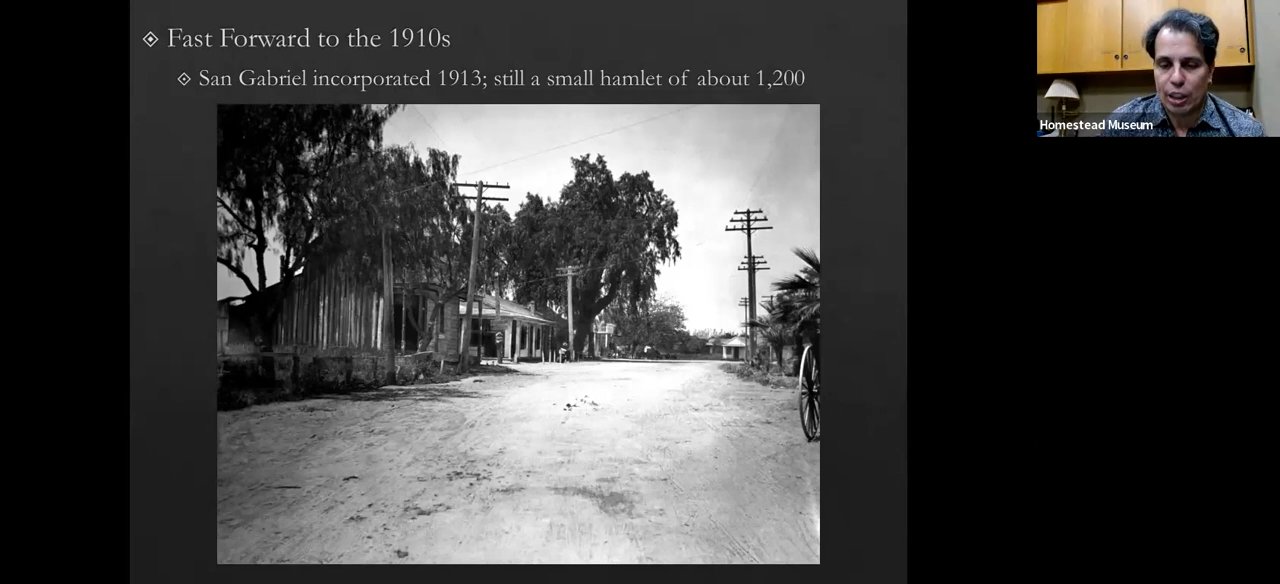 Fast Forward to the 1910s
San Gabriel incorporated 1913; still a small hamlet of about 1,200
Homestead Museum